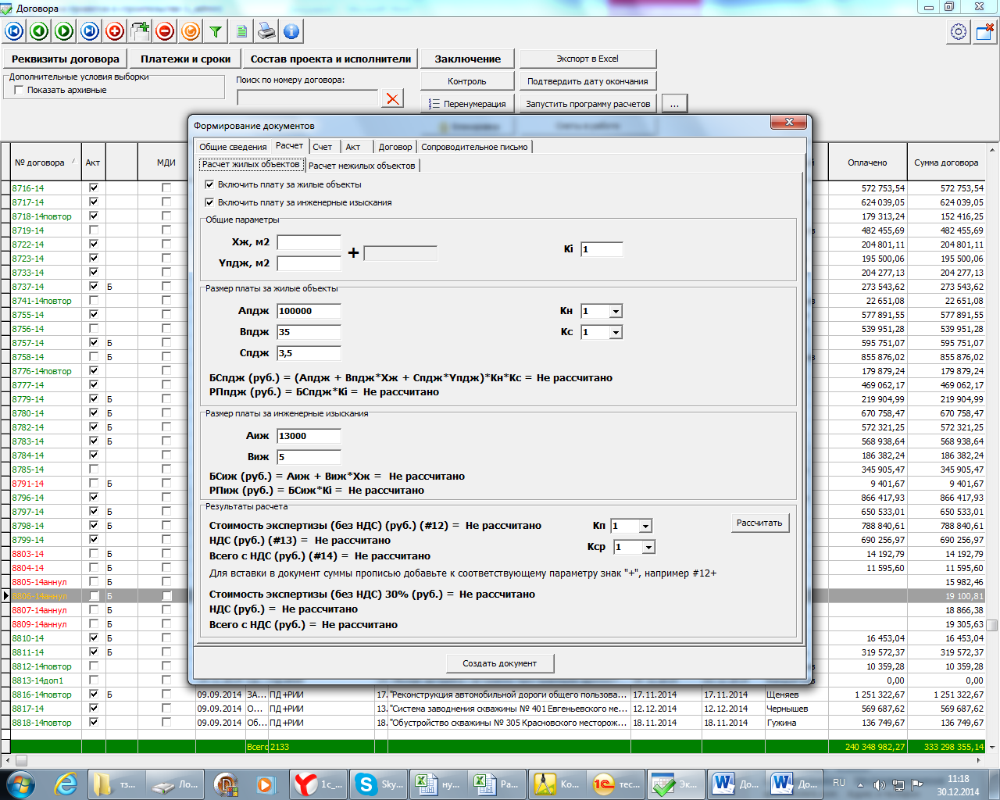 Договора
Реквизиты договора
Платежи и сроки
Состав проекта и исполнители
Заключение
Экспорт в Excel
Дополнительные условия выборки
Показать архивные
Поиск по номеру договора:
Контроль
Подтвердить дату окончания
Перенумерация
Запустить программу расчетов
...
Формирование документов
Общие сведения
Расчет
Счет
Акт
Договор
Сопроводительное письмо
Расчет жилых объектов
Расчет нежилых объектов
Включить плату за жилые объекты
Включить плату за инженерные изыскания
Общие параметры
Хж, м2
+
Ki 1
Yпдж, м2
Размер платы за жилые объекты
Апдж 100000
Кн 1
Впдж 35
Кс 1
Спдж 3,5
БСпдж (руб.) = (Апдж + Впдж*Хж + Спдж*Yпдж)*Кн*Кс = Не рассчитано
РПпдж (руб.) = БСпдж*Ki = Не рассчитано
Размер платы за инженерные изыскания
Аиж 13000
Виж 5
БСиж (руб.) = Аиж + Виж*Хж = Не рассчитано
РПиж (руб.) = БСиж*Ki = Не рассчитано
Результаты расчета
Стоимость экспертизы (без НДС) (руб.) (#12) = Не рассчитано
Кп 1
Рассчитать
НДС (руб.) (#13) = Не рассчитано
Кср 1
Всего с НДС (руб.) (#14) = Не рассчитано
Для вставки в документ суммы прописью добавьте к соответствующему параметру знак "+", например #12+
Стоимость экспертизы (без НДС) 30% (руб.) = Не рассчитано
НДС (руб.) = Не рассчитано
Всего с НДС (руб.) = Не рассчитано
Создать документ
№ договора Акт МДИ Оплачено Сумма договора
8716-14 572 753,54 572 753,54
8717-14 624 039,05 624 039,05
8718-14повтор 179 313,24 152 416,25
8719-14 482 455,69 482 455,69
8722-14 204 801,11 204 801,11
8723-14 195 500,06 195 500,06
8733-14 204 277,13 204 277,13
8737-14 Б 273 543,62 273 543,62
8741-14повтор 22 651,08 22 651,08
8755-14 577 891,55 577 891,55
8756-14 539 951,28 539 951,28
8757-14 Б 595 751,07 595 751,07
8758-14 Б 855 876,02 855 876,02
8776-14повтор 179 879,24 179 879,24
8777-14 469 062,17 469 062,17
8779-14 Б 219 904,99 219 904,99
8780-14 Б 670 758,47 670 758,47
8782-14 Б 572 321,25 572 321,25
8783-14 Б 568 938,64 568 938,64
8784-14 186 382,24 186 382,24
8785-14 345 905,47 345 905,47
8791-14 Б 9 401,67 9 401,67
8796-14 866 417,93 866 417,93
8797-14 Б 650 533,01 650 533,01
8798-14 Б 788 840,61 788 840,61
8799-14 690 256,97 690 256,97
8803-14 Б 14 192,79 14 192,79
8804-14 Б 11 595,60 11 595,60
8805-14аннул Б 15 982,46
8806-14аннул Б 19 100,81
8807-14аннул Б 18 866,38
8809-14аннул Б 19 305,63
8810-14 Б 16 453,04 16 453,04
8811-14 Б 319 572,37 319 572,37
8812-14повтор 10 359,28 10 359,28
8813-14доп1 0,00 0,00
8816-14повтор Б 09.09.2014 ЗА... ПД+РИИ 17. "Реконструкция автомобильной дороги общего пользова... 17.11.2014 17.11.2014 Щеняев 1 251 322,67 1 251 322,67
8817-14 09.09.2014 О... ПД+РИИ 13. "Система заводнения скважины № 401 Евгеньевского ме... 12.12.2014 12.12.2014 Чернышев 569 687,62 569 687,62
8818-14повтор 09.09.2014 Об... ПД+РИИ 18. "Обустройство скважины № 305 Красновского месторож... 18.11.2014 18.11.2014 Гужина 136 749,67 136 749,67
Всего 2133 240 348 982,27 333 298 355,14
тз...
Ло...
1с_...
Sky...
ну...
Ра...
Ко...
тес...
Эк...
До...
До...
RU
11:18
30.12.2014